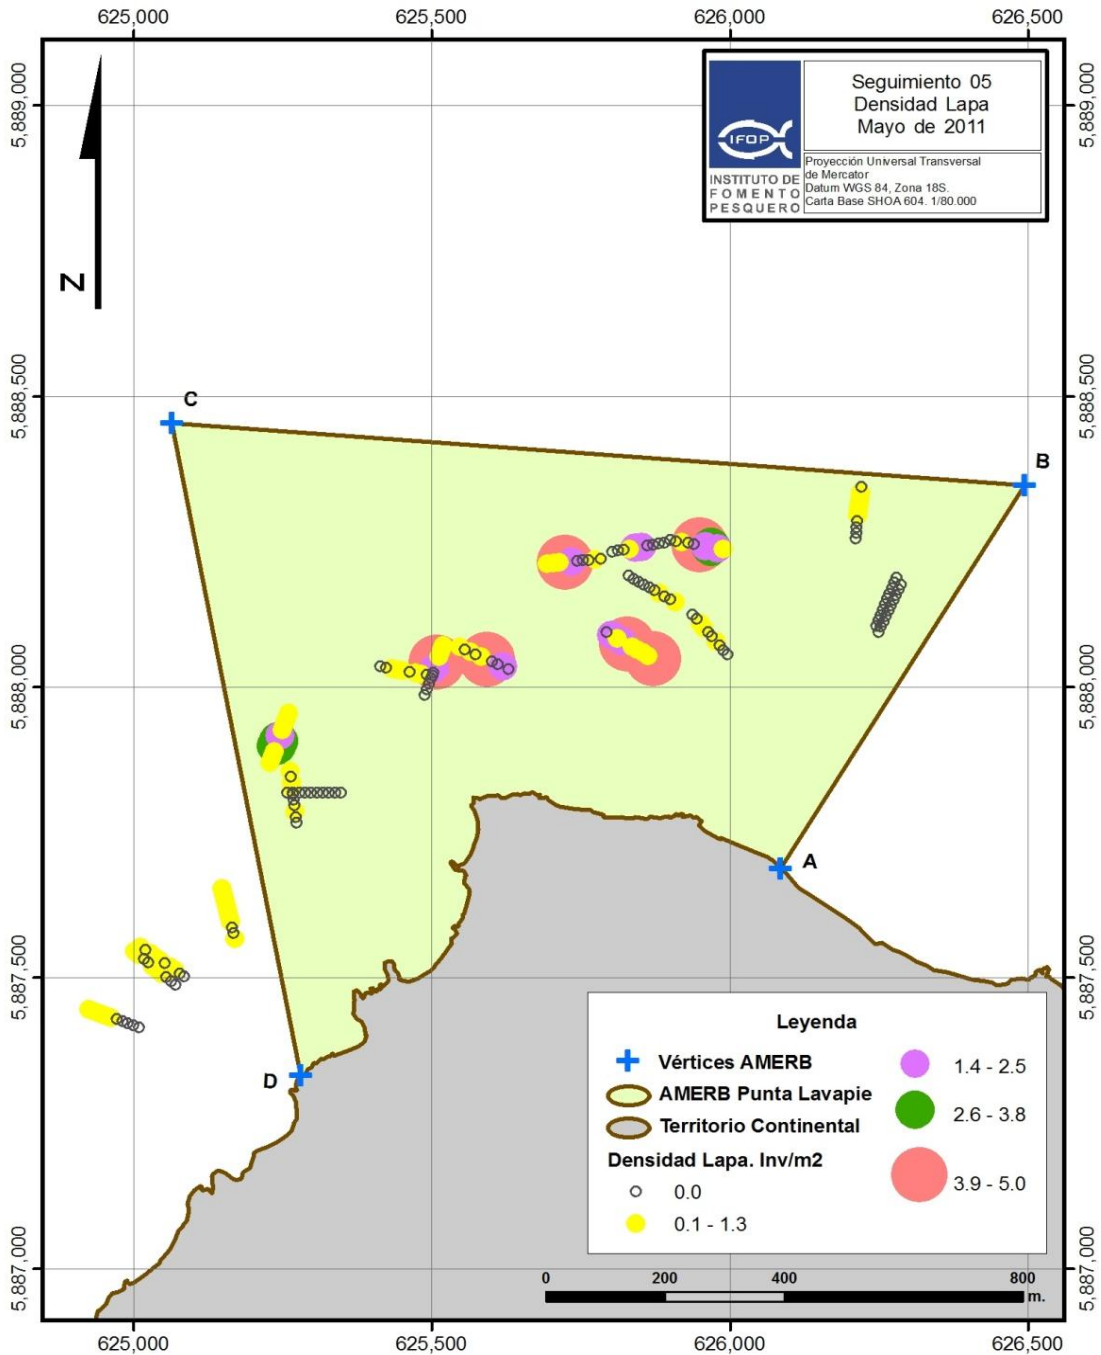 625,000
625,500
626,000
626,500
5,889,000
5,889,000
Seguimiento 05
Densidad Lapa
Mayo de 2011
IFOP
INSTITUTO DE
FOMENTO
PESQUERO
Proyección Universal Transversal
de Mercator
Datum WGS 84, Zona 18S.
Carta Base SHOA 604. 1/80.000
N
5,888,500
5,888,500
C
B
5,888,000
5,888,000
A
5,887,500
5,887,500
D
Leyenda
Vértices AMERB
AMERB Punta Lavapie
Territorio Continental
Densidad Lapa. Inv/m2
0.0
0.1 - 1.3
1.4 - 2.5
2.6 - 3.8
3.9 - 5.0
5,887,000
5,887,000
0 200 400 800
m.
625,000
625,500
626,000
626,500